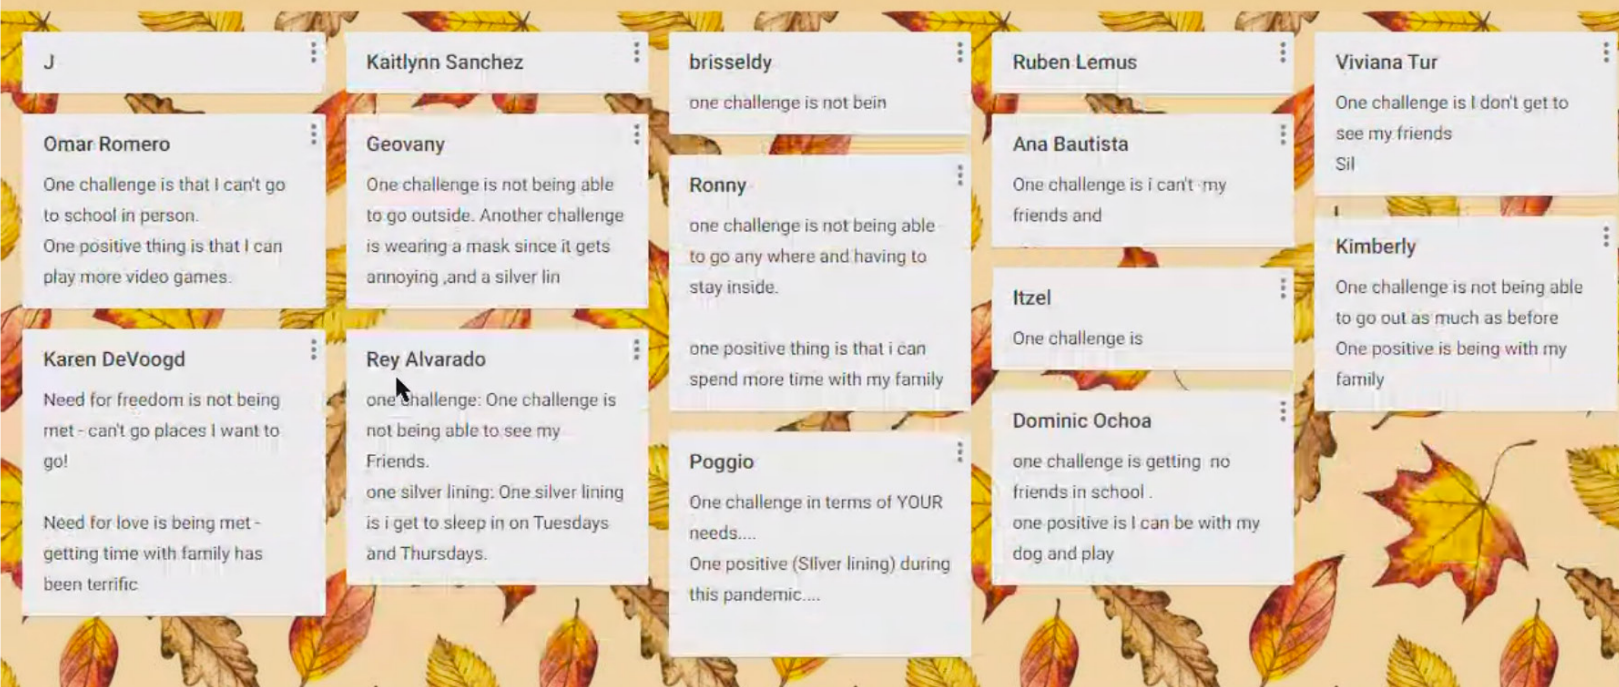 J
Omar Romero
One challenge is that I can't go
to school in person.
One positive thing is that I can
play more video games.
Karen DeVoogd
Need for freedom is not being
met - can't go places I want to
go!
Need for love is being met -
getting time with family has
been terrific
Kaitlynn Sanchez
Geovany
One challenge is not being able
to go outside. Another challenge
is wearing a mask since it gets
annoying ,and a silver lin
Rey Alvarado
one challenge: One challenge is
not being able to see my
Friends.
one silver lining: One silver lining
is i get to sleep in on Tuesdays
and Thursdays.
brisseldy
one challenge is not bein
Ronny
one challenge is not being able
to go any where and having to
stay inside.
one positive thing is that i can
spend more time with my family
Poggio
One challenge in terms of YOUR
needs....
One positive (SIlver lining) during
this pandemic....
Ruben Lemus
Ana Bautista
One challenge is i can't my
friends and
Itzel
One challenge is
Dominic Ochoa
one challenge is getting no
friends in school .
one positive is I can be with my
dog and play
Viviana Tur
One challenge is I don't get to
see my friends
Sil
Kimberly
One challenge is not being able
to go out as much as before
One positive is being with my
family